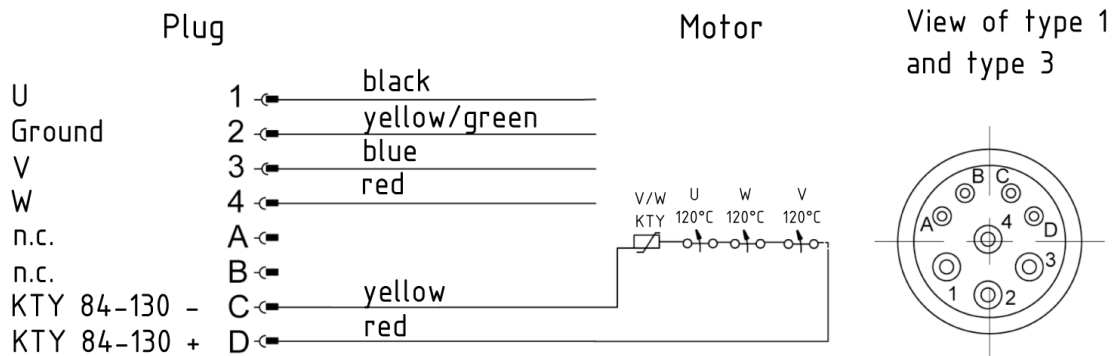 Plug
Motor
View of type 1
and type 3
U 1 black
Ground 2 yellow/green
V 3 blue
W 4 red
n.c. A
n.c. B
KTY 84-130 - C yellow
KTY 84-130 + D red
V/W U W V
KTY 120°C 120°C 120°C
B C
A D
4
1 3
2